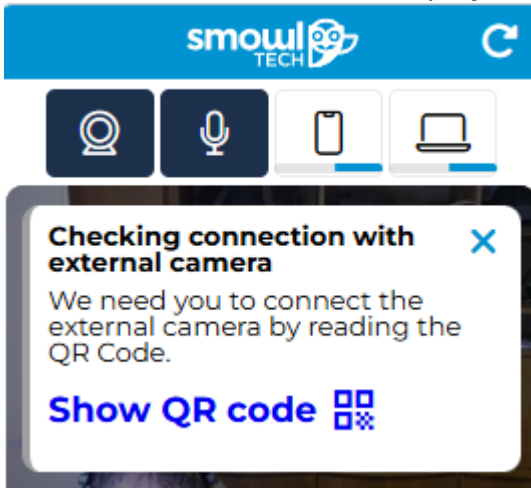 smowl
TECH
Checking connection with
external camera
We need you to connect the
external camera by reading the
QR Code.
Show QR code